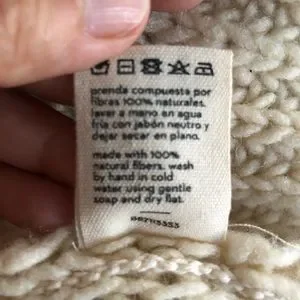 prenda compuesta por
fibras 100% naturales.
lavar a mano en agua
fría con jabón neutro y
dejar secar en plano.
made with 100%
natural fibers. wash
by hand in cold
water using gentle
soap and dry flat.